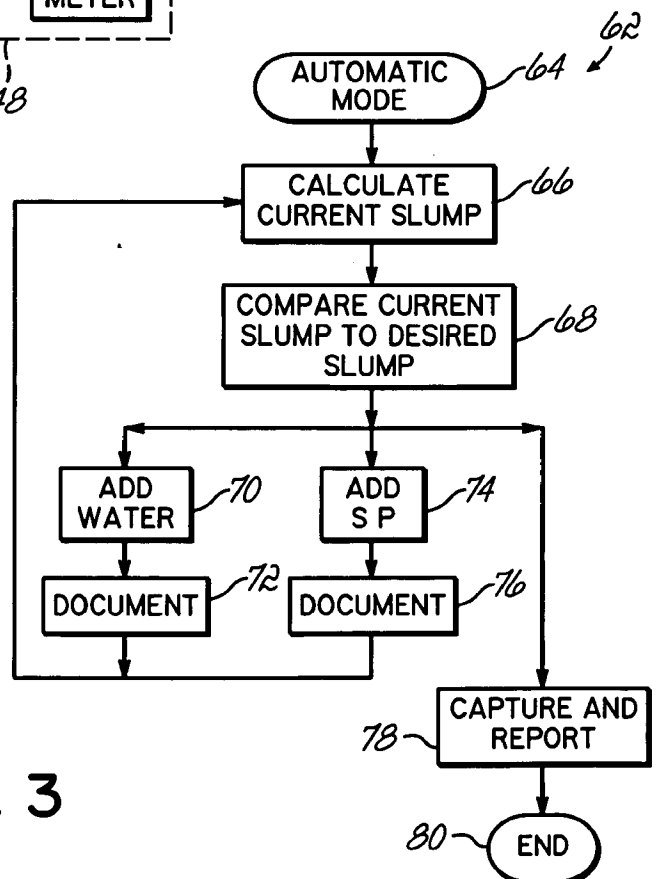 METER
48
62
AUTOMATIC
MODE
64
CALCULATE
CURRENT SLUMP
66
COMPARE CURRENT
SLUMP TO DESIRED
SLUMP
68
ADD
WATER
70
ADD
S P
74
DOCUMENT
72
DOCUMENT
76
CAPTURE AND
REPORT
78
3
END
80